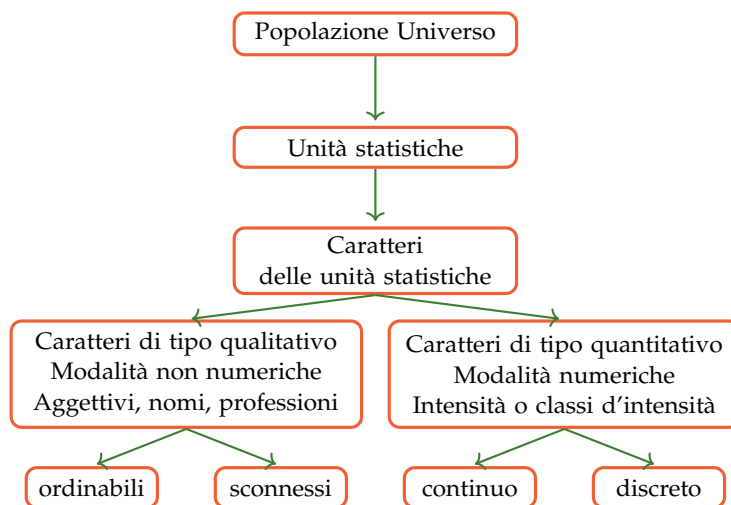 Popolazione Universo
Unità statistiche
Caratteri
delle unità statistiche
Caratteri di tipo qualitativo
Modalità non numeriche
Aggettivi, nomi, professioni
Caratteri di tipo quantitativo
Modalità numeriche
Intensità o classi d'intensità
ordinabili
sconnessi
continuo
discreto